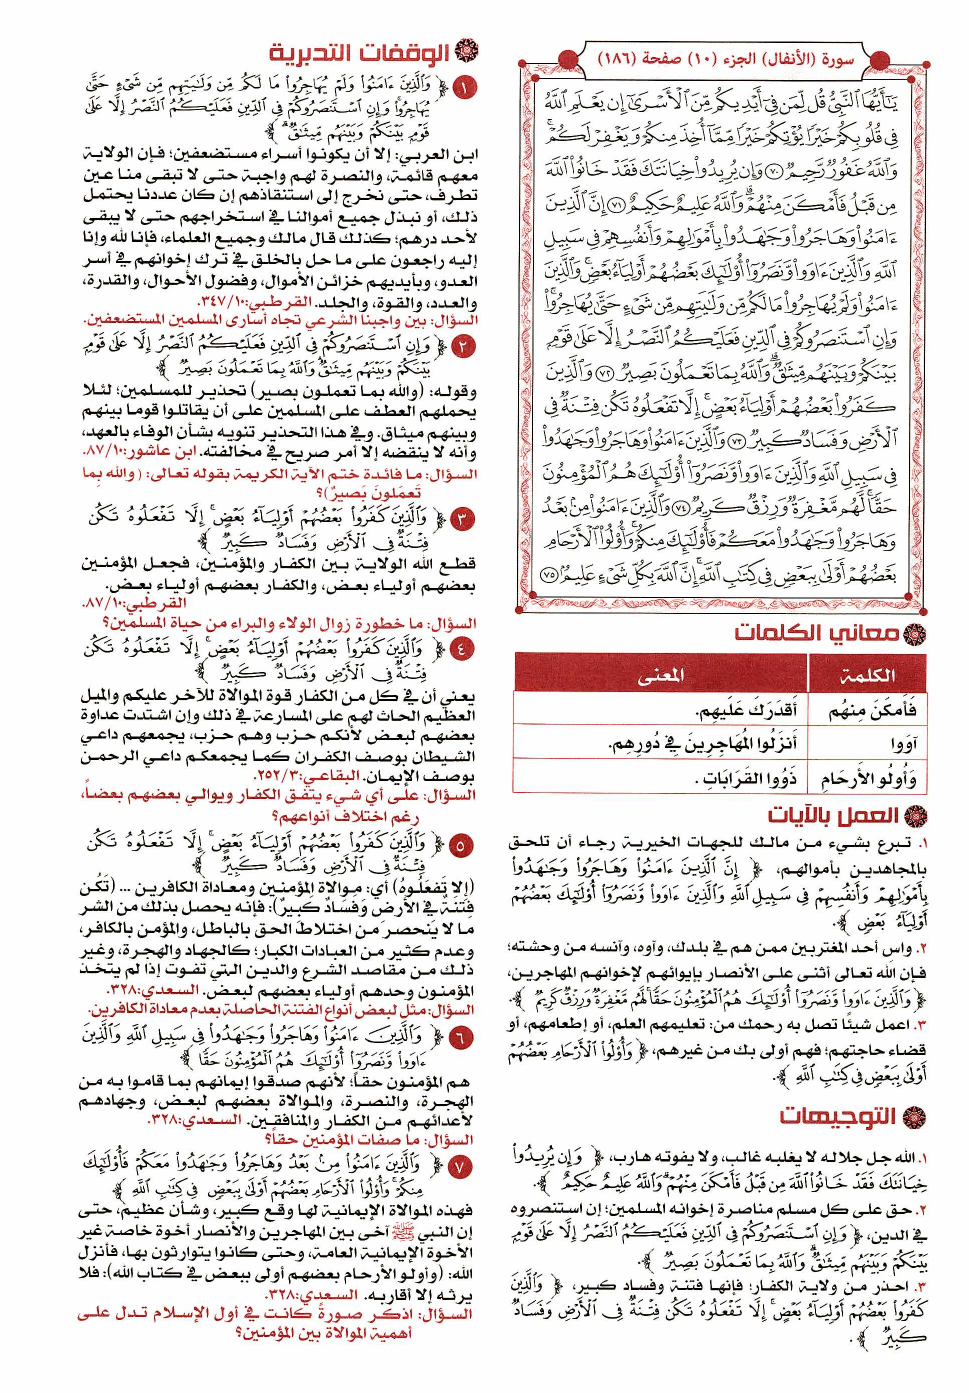 سورة (الأنفال) الجزء (١٠) صفحة (١٨٦)
يَٰٓأَيُّهَا ٱلنَّبِيُّ قُل لِّمَن فِيٓ أَيْدِيكُم مِّنَ ٱلْأَسْرَىٰٓ إِن يَعْلَمِ ٱللَّهُ
فِي قُلُوبِكُمْ خَيْرًا يُؤْتِكُمْ خَيْرًا مِّمَّآ أُخِذَ مِنكُمْ وَيَغْفِرْ لَكُمْ ۗ
وَٱللَّهُ غَفُورٌ رَّحِيمٌ ٧٠ وَإِن يُرِيدُوا۟ خِيَانَتَكَ فَقَدْ خَانُوا۟ ٱللَّهَ
مِن قَبْلُ فَأَمْكَنَ مِنْهُمْ ۗ وَٱللَّهُ عَلِيمٌ حَكِيمٌ ٧١ إِنَّ ٱلَّذِينَ
ءَامَنُوا۟ وَهَاجَرُوا۟ وَجَٰهَدُوا۟ بِأَمْوَٰلِهِمْ وَأَنفُسِهِمْ فِي سَبِيلِ
ٱللَّهِ وَٱلَّذِينَ ءَاوَوا۟ وَّنَصَرُوٓا۟ أُو۟لَٰٓئِكَ بَعْضُهُمْ أَوْلِيَآءُ بَعْضٍ ۚ وَٱلَّذِينَ
ءَامَنُوا۟ وَلَمْ يُهَاجِرُوا۟ مَا لَكُم مِّن وَلَٰيَتِهِم مِّن شَيْءٍ حَتَّىٰ يُهَاجِرُوا۟ ۚ
وَإِنِ ٱسْتَنصَرُوكُمْ فِي ٱلدِّينِ فَعَلَيْكُمُ ٱلنَّصْرُ إِلَّا عَلَىٰ قَوْمٍۭ
بَيْنَكُمْ وَبَيْنَهُم مِّيثَٰقٌ ۗ وَٱللَّهُ بِمَا تَعْمَلُونَ بَصِيرٌ ٧٢ وَٱلَّذِينَ
كَفَرُوا۟ بَعْضُهُمْ أَوْلِيَآءُ بَعْضٍ ۚ إِلَّا تَفْعَلُوهُ تَكُن فِتْنَةٌ فِي
ٱلْأَرْضِ وَفَسَادٌ كَبِيرٌ ٧٣ وَٱلَّذِينَ ءَامَنُوا۟ وَهَاجَرُوا۟ وَجَٰهَدُوا۟
فِي سَبِيلِ ٱللَّهِ وَٱلَّذِينَ ءَاوَوا۟ وَّنَصَرُوٓا۟ أُو۟لَٰٓئِكَ هُمُ ٱلْمُؤْمِنُونَ
حَقًّا ۚ لَّهُم مَّغْفِرَةٌ وَرِزْقٌ كَرِيمٌ ٧٤ وَٱلَّذِينَ ءَامَنُوا۟ مِنۢ بَعْدُ
وَهَاجَرُوا۟ وَجَٰهَدُوا۟ مَعَكُمْ فَأُو۟لَٰٓئِكَ مِنكُمْ ۚ وَأُو۟لُوا۟ ٱلْأَرْحَامِ
بَعْضُهُمْ أَوْلَىٰ بِبَعْضٍ فِي كِتَٰبِ ٱللَّهِ ۗ إِنَّ ٱللَّهَ بِكُلِّ شَيْءٍ عَلِيمٌۢ ٧٥
معاني الكلمات
الكلمة المعنى
فَأَمكَنَ مِنهُم أَقدَرَكَ عَلَيهِم.
آوَوا أَنزَلُوا المُهَاجِرِينَ فِي دُورِهِم.
وَأُولُو الأَرحَامِ ذَوُوا القَرَابَاتِ.
العمل بالآيات
١. تبرع بشيء من مالك للجهات الخيرية رجاء أن تلحق
بالمجاهدين بأموالهم، ﴿ إِنَّ ٱلَّذِينَ ءَامَنُوا۟ وَهَاجَرُوا۟ وَجَٰهَدُوا۟
بِأَمْوَٰلِهِمْ وَأَنفُسِهِمْ فِي سَبِيلِ ٱللَّهِ وَٱلَّذِينَ ءَاوَوا۟ وَّنَصَرُوٓا۟ أُو۟لَٰٓئِكَ بَعْضُهُمْ
أَوْلِيَآءُ بَعْضٍ ﴾.
٢. واس أحد المغتربين ممن هم في بلدك، وآوه، وآنسه من وحشته؛
فإن الله تعالى أثنى على الأنصار بإيوائهم لإخوانهم المهاجرين،
﴿ وَٱلَّذِينَ ءَاوَوا۟ وَّنَصَرُوٓا۟ أُو۟لَٰٓئِكَ هُمُ ٱلْمُؤْمِنُونَ حَقًّا ۚ لَّهُم مَّغْفِرَةٌ وَرِزْقٌ كَرِيمٌ ﴾.
٣. اعمل شيئًا تصل به رحمك من: تعليمهم العلم، أو إطعامهم، أو
قضاء حاجتهم؛ فهم أولى بك من غيرهم، ﴿ وَأُو۟لُوا۟ ٱلْأَرْحَامِ بَعْضُهُمْ
أَوْلَىٰ بِبَعْضٍ فِي كِتَٰبِ ٱللَّهِ ﴾.
التوجيهات
١. الله جل جلاله لا يغلبه غالب، ولا يفوته هارب، ﴿ وَإِن يُرِيدُوا۟
خِيَانَتَكَ فَقَدْ خَانُوا۟ ٱللَّهَ مِن قَبْلُ فَأَمْكَنَ مِنْهُمْ ۗ وَٱللَّهُ عَلِيمٌ حَكِيمٌ ﴾.
٢. حق على كل مسلم مناصرة إخوانه المسلمين؛ إن استنصروه
في الدين، ﴿ وَإِنِ ٱسْتَنصَرُوكُمْ فِي ٱلدِّينِ فَعَلَيْكُمُ ٱلنَّصْرُ إِلَّا عَلَىٰ قَوْمٍۭ
بَيْنَكُمْ وَبَيْنَهُم مِّيثَٰقٌ ۗ وَٱللَّهُ بِمَا تَعْمَلُونَ بَصِيرٌ ﴾.
٣. احذر من ولاية الكفار؛ فإنها فتنة وفساد كبير، ﴿ وَٱلَّذِينَ
كَفَرُوا۟ بَعْضُهُمْ أَوْلِيَآءُ بَعْضٍ ۚ إِلَّا تَفْعَلُوهُ تَكُن فِتْنَةٌ فِي ٱلْأَرْضِ وَفَسَادٌ
كَبِيرٌ ﴾.
الوقفات التدبرية
١ ﴿ وَٱلَّذِينَ ءَامَنُوا۟ وَلَمْ يُهَاجِرُوا۟ مَا لَكُم مِّن وَلَٰيَتِهِم مِّن شَيْءٍ حَتَّىٰ
يُهَاجِرُوا۟ ۚ وَإِنِ ٱسْتَنصَرُوكُمْ فِي ٱلدِّينِ فَعَلَيْكُمُ ٱلنَّصْرُ إِلَّا عَلَىٰ
قَوْمٍۭ بَيْنَكُمْ وَبَيْنَهُم مِّيثَٰقٌ ﴾
ابن العربي: إلا أن يكونوا أسراء مستضعفين؛ فإن الولاية
معهم قائمة، والنصرة لهم واجبة حتى لا تبقى منا عين
تطرف، حتى نخرج إلى استنقاذهم إن كان عددنا يحتمل
ذلك، أو نبذل جميع أموالنا في استخراجهم حتى لا يبقى
لأحد درهم؛ كذلك قال مالك وجميع العلماء، فإنا لله وإنا
إليه راجعون على ما حل بالخلق في ترك إخوانهم في أسر
العدو، وبأيديهم خزائن الأموال، وفضول الأحوال، والقدرة،
والعدد، والقوة، والجلد. القرطبي:٣٤٧/١٠.
السؤال: بين واجبنا الشرعي تجاه أسارى المسلمين المستضعفين.
٢ ﴿ وَإِنِ ٱسْتَنصَرُوكُمْ فِي ٱلدِّينِ فَعَلَيْكُمُ ٱلنَّصْرُ إِلَّا عَلَىٰ قَوْمٍۭ
بَيْنَكُمْ وَبَيْنَهُم مِّيثَٰقٌ ۗ وَٱللَّهُ بِمَا تَعْمَلُونَ بَصِيرٌ ﴾
وقوله: (والله بما تعملون بصير) تحذير للمسلمين؛ لئلا
يحملهم العطف على المسلمين على أن يقاتلوا قوما بينهم
وبينهم ميثاق. وفي هذا التحذير تنويه بشأن الوفاء بالعهد،
وأنه لا ينقضه إلا أمر صريح في مخالفته. ابن عاشور:٨٧/١٠.
السؤال: ما فائدة ختم الآية الكريمة بقوله تعالى: (والله بِما
تَعمَلونَ بَصيرٌ)؟
٣ ﴿ وَٱلَّذِينَ كَفَرُوا۟ بَعْضُهُمْ أَوْلِيَآءُ بَعْضٍ ۚ إِلَّا تَفْعَلُوهُ تَكُن
فِتْنَةٌ فِي ٱلْأَرْضِ وَفَسَادٌ كَبِيرٌ ﴾
قطع الله الولاية بين الكفار والمؤمنين، فجعل المؤمنين
بعضهم أولياء بعض، والكفار بعضهم أولياء بعض.
القرطبي:٨٧/١٠.
السؤال: ما خطورة زوال الولاء والبراء من حياة المسلمين؟
٤ ﴿ وَٱلَّذِينَ كَفَرُوا۟ بَعْضُهُمْ أَوْلِيَآءُ بَعْضٍ ۚ إِلَّا تَفْعَلُوهُ تَكُن
فِتْنَةٌ فِي ٱلْأَرْضِ وَفَسَادٌ كَبِيرٌ ﴾
يعني أن في كل من الكفار قوة الموالاة للآخر عليكم والميل
العظيم الحاث لهم على المسارعة في ذلك وإن اشتدت عداوة
بعضهم لبعض لأنكم حزب وهم حزب، يجمعهم داعي
الشيطان بوصف الكفران كما يجمعكم داعي الرحمن
بوصف الإيمان. البقاعي:٢٥٢/٣.
السؤال: على أي شيء يتفق الكفار ويوالي بعضهم بعضاً،
رغم اختلاف أنواعهم؟
٥ ﴿ وَٱلَّذِينَ كَفَرُوا۟ بَعْضُهُمْ أَوْلِيَآءُ بَعْضٍ ۚ إِلَّا تَفْعَلُوهُ تَكُن
فِتْنَةٌ فِي ٱلْأَرْضِ وَفَسَادٌ كَبِيرٌ ﴾
(إِلا تَفعَلُوهُ) أي: موالاة المؤمنين ومعاداة الكافرين ... (تَكُن
فِتنَةٌ في الأَرضِ وَفَسَادٌ كَبيرٌ): فإنه يحصل بذلك من الشر
ما لا يَنحصر من اختلاط الحق بالباطل، والمؤمن بالكافر،
وعدم كثير من العبادات الكبار؛ كالجهاد والهجرة، وغير
ذلك من مقاصد الشرع والدين التي تفوت إذا لم يتخذ
المؤمنون وحدهم أولياء بعضهم لبعض. السعدي:٣٢٨.
السؤال: مثل لبعض أنواع الفتنة الحاصلة بعدم معاداة الكافرين.
٦ ﴿ وَٱلَّذِينَ ءَامَنُوا۟ وَهَاجَرُوا۟ وَجَٰهَدُوا۟ فِي سَبِيلِ ٱللَّهِ وَٱلَّذِينَ
ءَاوَوا۟ وَّنَصَرُوٓا۟ أُو۟لَٰٓئِكَ هُمُ ٱلْمُؤْمِنُونَ حَقًّا ﴾
هم المؤمنون حقاً؛ لأنهم صدقوا إيمانهم بما قاموا به من
الهجرة، والنصرة، والموالاة بعضهم لبعض، وجهادهم
لأعدائهم من الكفار والمنافقين. السعدي:٣٢٨.
السؤال: ما صفات المؤمنين حقاً؟
٧ ﴿ وَٱلَّذِينَ ءَامَنُوا۟ مِنۢ بَعْدُ وَهَاجَرُوا۟ وَجَٰهَدُوا۟ مَعَكُمْ فَأُو۟لَٰٓئِكَ
مِنكُمْ ۚ وَأُو۟لُوا۟ ٱلْأَرْحَامِ بَعْضُهُمْ أَوْلَىٰ بِبَعْضٍ فِي كِتَٰبِ ٱللَّهِ ﴾
فهذه الموالاة الإيمانية لها وقع كبير، وشأن عظيم، حتى
إن النبي ﷺ آخى بين المهاجرين والأنصار أخوة خاصة غير
الأخوة الإيمانية العامة، وحتى كانوا يتوارثون بها، فأنزل
الله: (وأولو الأرحام بعضهم أولى ببعض في كتاب الله): فلا
يرثه إلا أقاربه. السعدي:٣٢٨.
السؤال: اذكر صورةً كانت في أول الإسلام تدل على
أهمية الموالاة بين المؤمنين؟